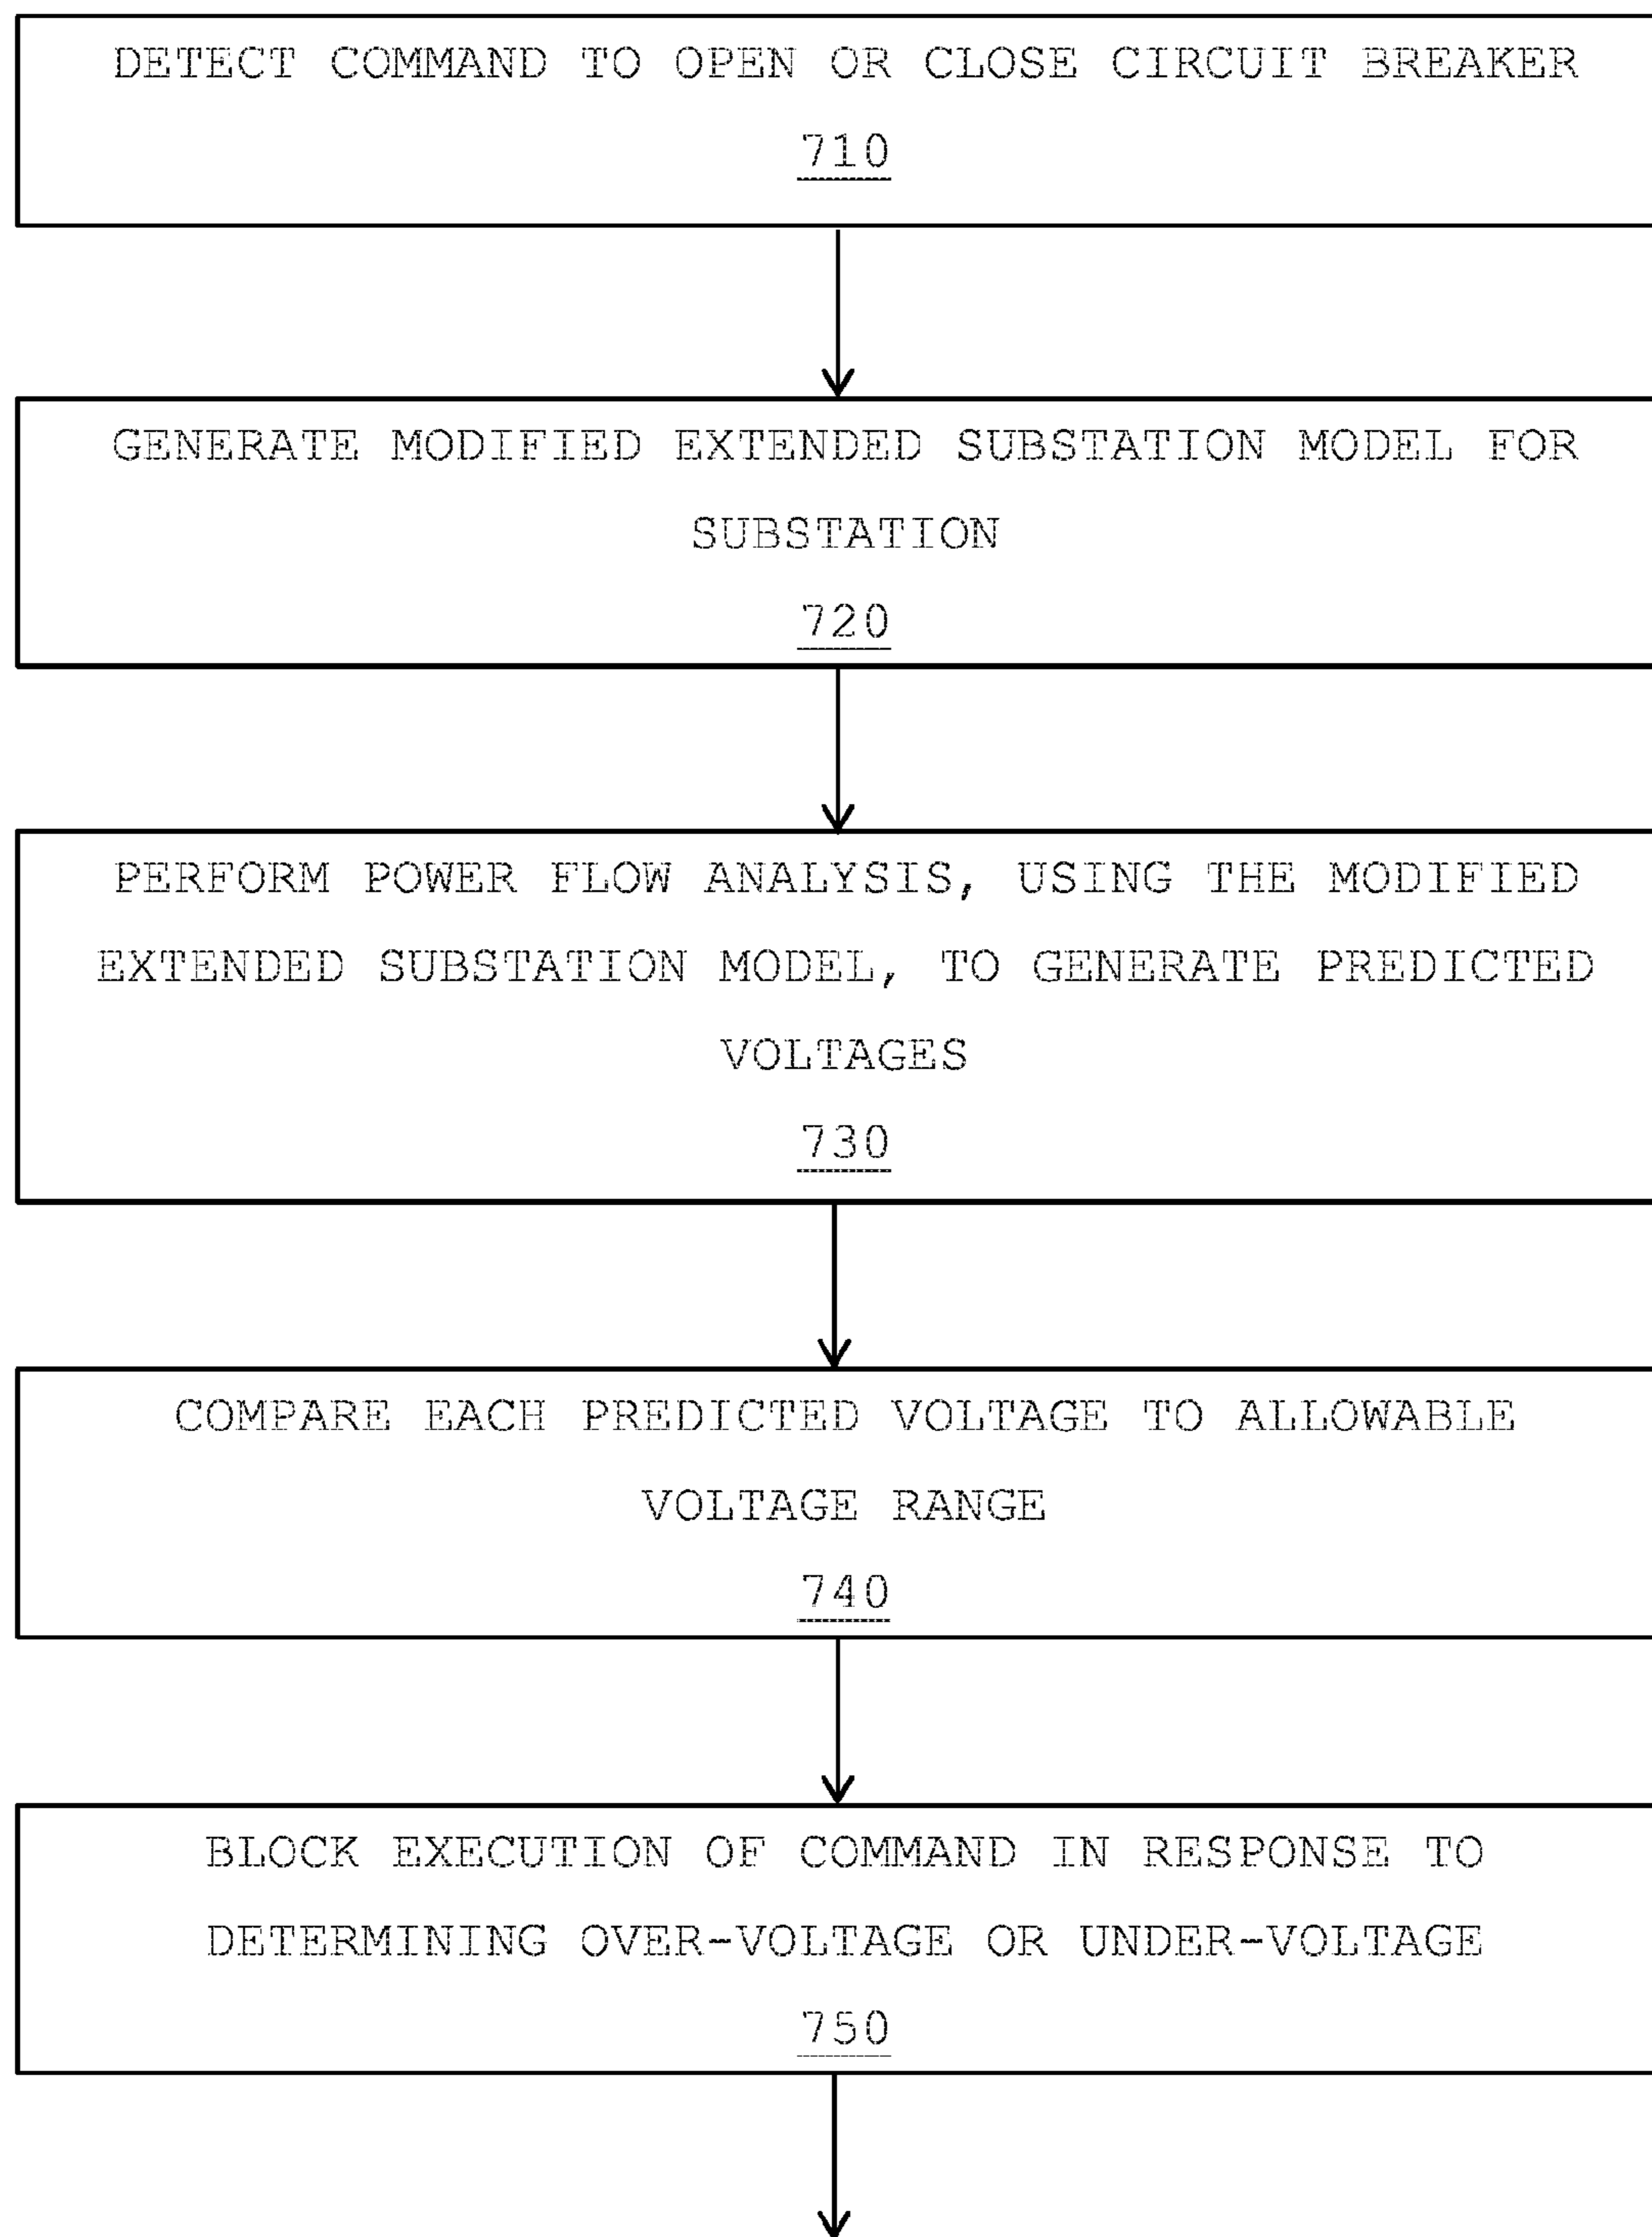 DETECT COMMAND TO OPEN OR CLOSE CIRCUIT BREAKER
710
GENERATE MODIFIED EXTENDED SUBSTATION MODEL FOR
SUBSTATION
720
PERFORM POWER FLOW ANALYSIS, USING THE MODIFIED
EXTENDED SUBSTATION MODEL, TO GENERATE PREDICTED
VOLTAGES
730
COMPARE EACH PREDICTED VOLTAGE TO ALLOWABLE
VOLTAGE RANGE
740
BLOCK EXECUTION OF COMMAND IN RESPONSE TO
DETERMINING OVER-VOLTAGE OR UNDER-VOLTAGE
750